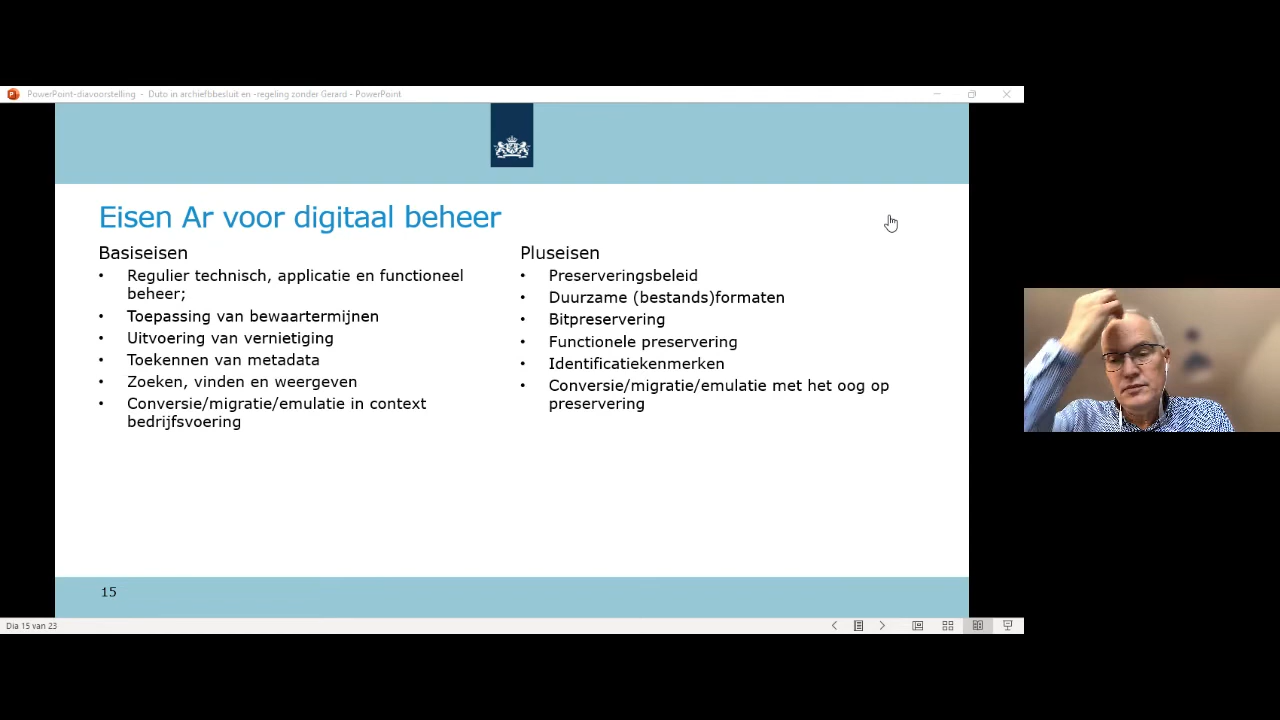 PowerPoint-diavoorstelling - Duto in archiefbbesluit en -regeling zonder Gerard - PowerPoint
Eisen Ar voor digitaal beheer
Basiseisen
• Regulier technisch, applicatie en functioneel
beheer;
• Toepassing van bewaartermijnen
• Uitvoering van vernietiging
• Toekennen van metadata
• Zoeken, vinden en weergeven
• Conversie/migratie/emulatie in context
bedrijfsvoering
Pluseisen
• Preserveringsbeleid
• Duurzame (bestands)formaten
• Bitpreservering
• Functionele preservering
• Identificatiekenmerken
• Conversie/migratie/emulatie met het oog op
preservering
15
Dia 15 van 23